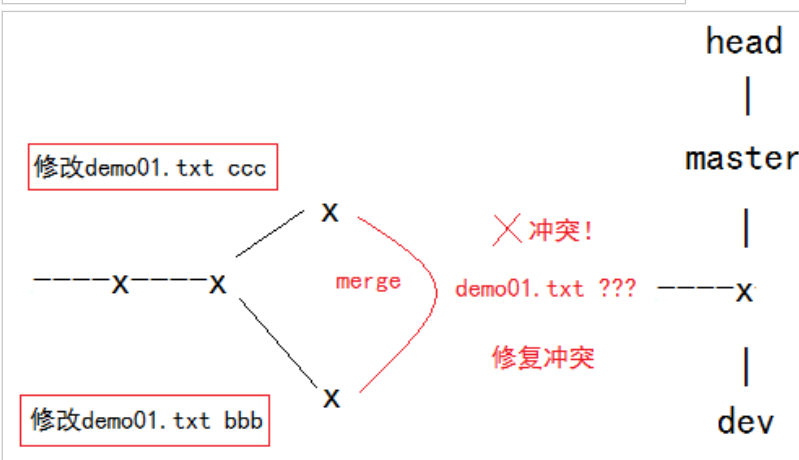 head
|
修改demo01.txt ccc
master
x
|
冲突!
----x----x
merge
demo01.txt ???
----x
修复冲突
|
x
修改demo01.txt bbb
dev